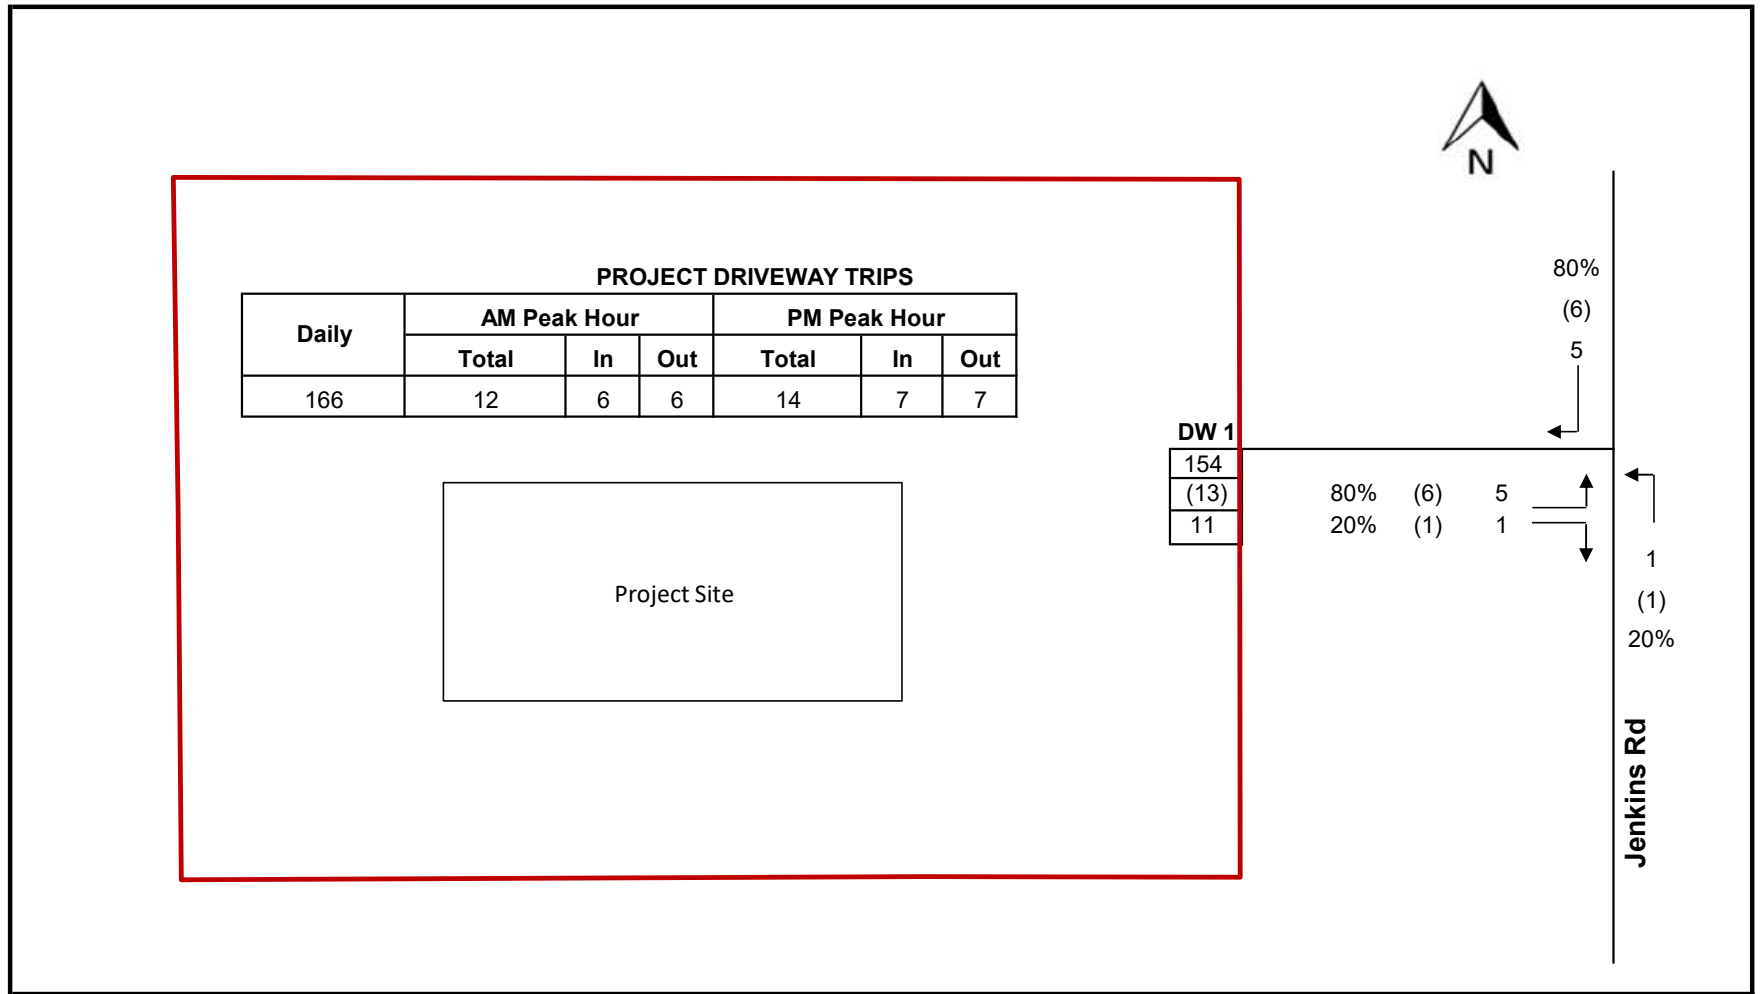 N
80%
(6)
5
PROJECT DRIVEWAY TRIPS
Daily AM Peak Hour PM Peak Hour
Total In Out Total In Out
166 12 6 6 14 7 7
DW 1
154
(13)
11
80% (6) 5
20% (1) 1
1
(1)
20%
Project Site
Jenkins Rd